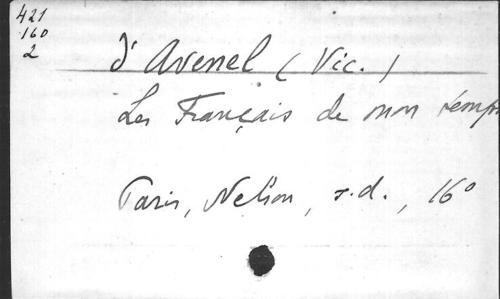 421
160
2
d'Avenel (Vic.)
Les Français de mon temps
Paris, Nelson, s.d., 16°